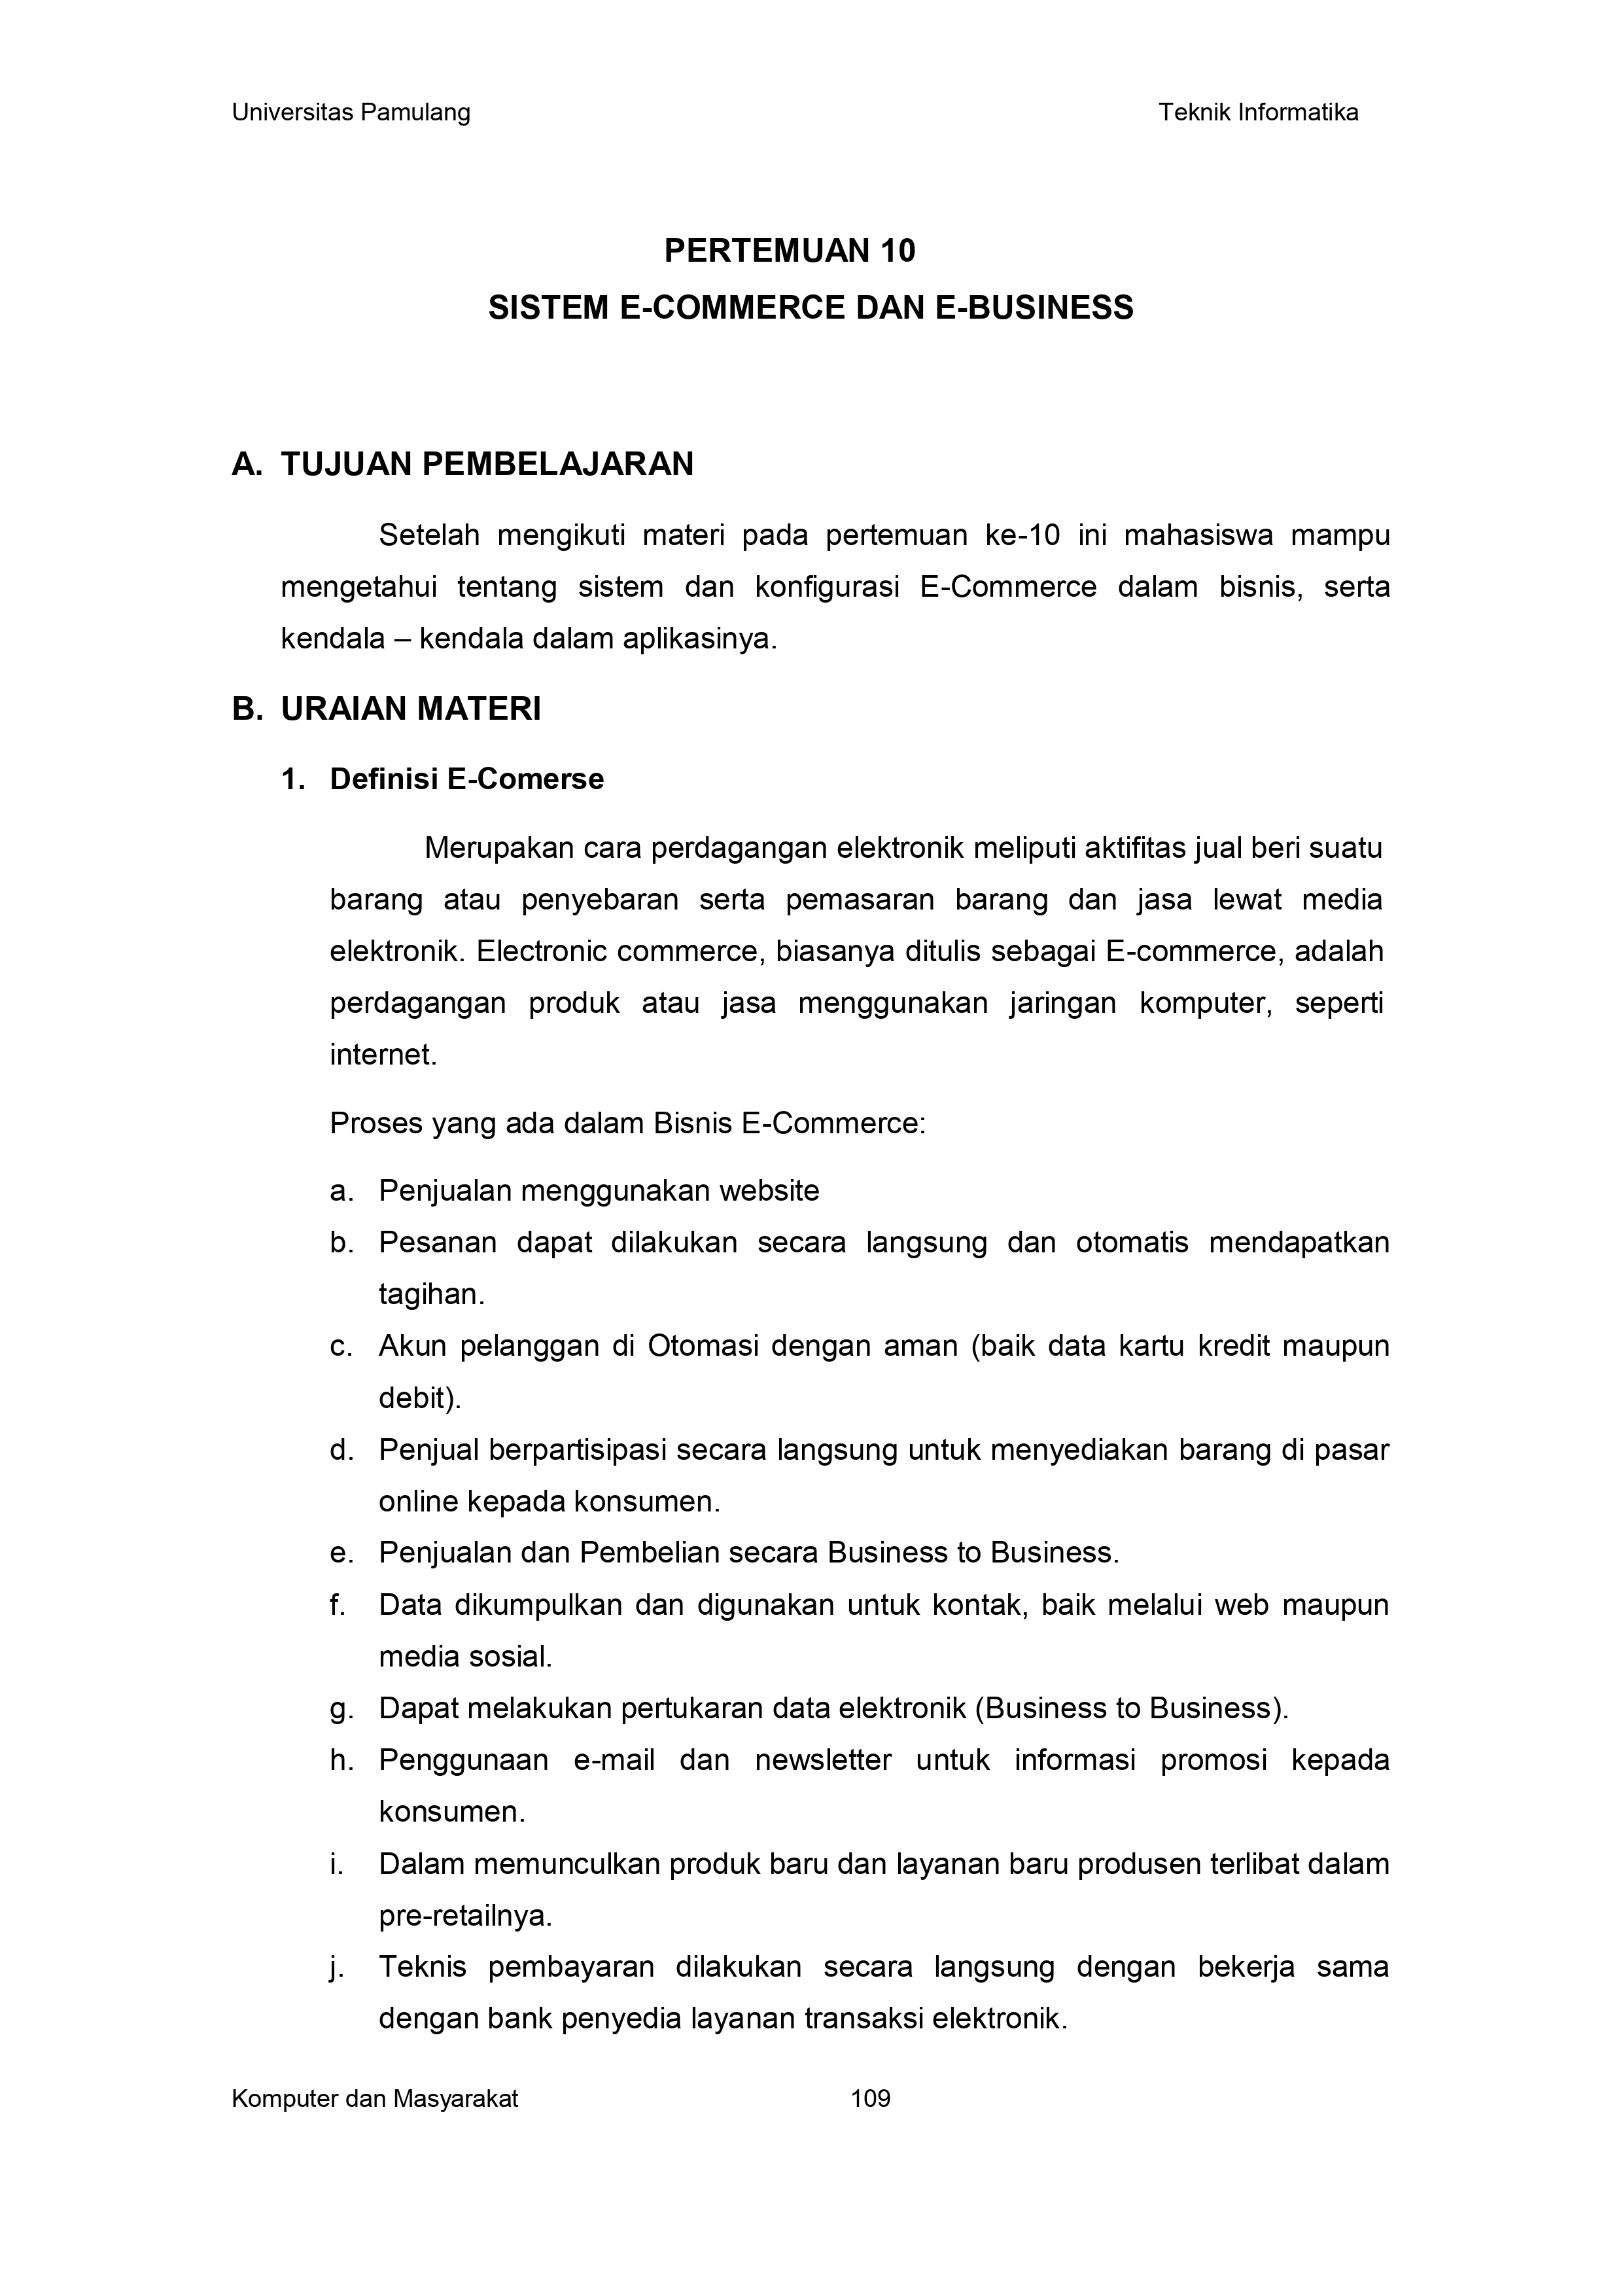 Universitas Pamulang Teknik Informatika
PERTEMUAN 10
SISTEM E-COMMERCE DAN E-BUSINESS
A. TUJUAN PEMBELAJARAN
Setelah mengikuti materi pada pertemuan ke-10 ini mahasiswa mampu
mengetahui tentang sistem dan konfigurasi E-Commerce dalam bisnis, serta
kendala – kendala dalam aplikasinya.
B. URAIAN MATERI
1. Definisi E-Comerse
Merupakan cara perdagangan elektronik meliputi aktifitas jual beri suatu
barang atau penyebaran serta pemasaran barang dan jasa lewat media
elektronik. Electronic commerce, biasanya ditulis sebagai E-commerce, adalah
perdagangan produk atau jasa menggunakan jaringan komputer, seperti
internet.
Proses yang ada dalam Bisnis E-Commerce:
a. Penjualan menggunakan website
b. Pesanan dapat dilakukan secara langsung dan otomatis mendapatkan
tagihan.
c. Akun pelanggan di Otomasi dengan aman (baik data kartu kredit maupun
debit).
d. Penjual berpartisipasi secara langsung untuk menyediakan barang di pasar
online kepada konsumen.
e. Penjualan dan Pembelian secara Business to Business.
f. Data dikumpulkan dan digunakan untuk kontak, baik melalui web maupun
media sosial.
g. Dapat melakukan pertukaran data elektronik (Business to Business).
h. Penggunaan e-mail dan newsletter untuk informasi promosi kepada
konsumen.
i. Dalam memunculkan produk baru dan layanan baru produsen terlibat dalam
pre-retailnya.
j. Teknis pembayaran dilakukan secara langsung dengan bekerja sama
dengan bank penyedia layanan transaksi elektronik.
Komputer dan Masyarakat 109